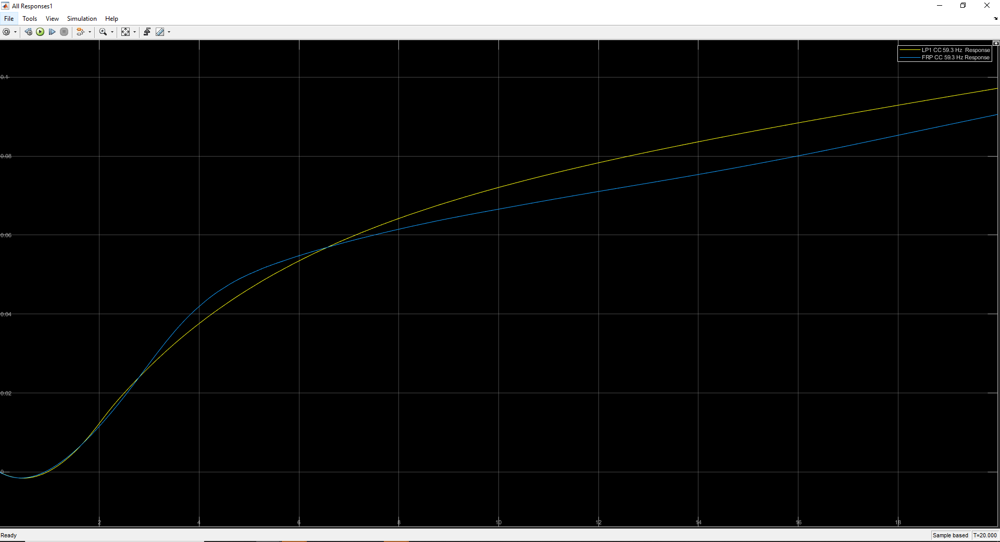 All Responses1
File Tools View Simulation Help
LP1 CC 59.3 Hz  Response
FRP CC 59.3 Hz Response
0.1
0.08
0.06
0.04
0.02
0
2 4 6 8 10 12 14 16 18
Ready Sample based T=20.000